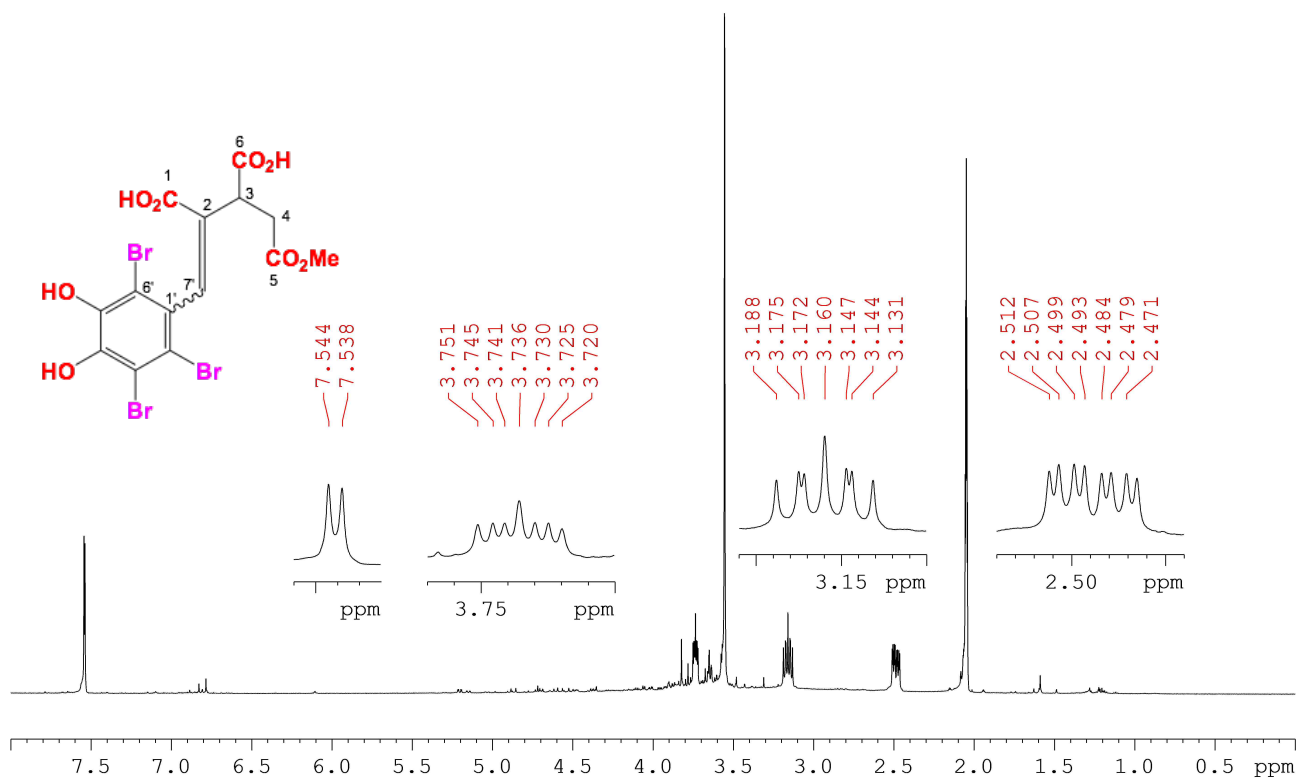 6
CO₂H
1
HO₂C
2
3
4
Br
CO₂Me
5
7'
6'
1'
HO
HO
Br
Br
7.544
7.538
3.751
3.745
3.741
3.736
3.730
3.725
3.720
3.188
3.175
3.172
3.160
3.147
3.144
3.131
2.512
2.507
2.499
2.493
2.484
2.479
2.471
ppm
3.75 ppm
3.15 ppm
2.50 ppm
7.5 7.0 6.5 6.0 5.5 5.0 4.5 4.0 3.5 3.0 2.5 2.0 1.5 1.0 0.5 ppm